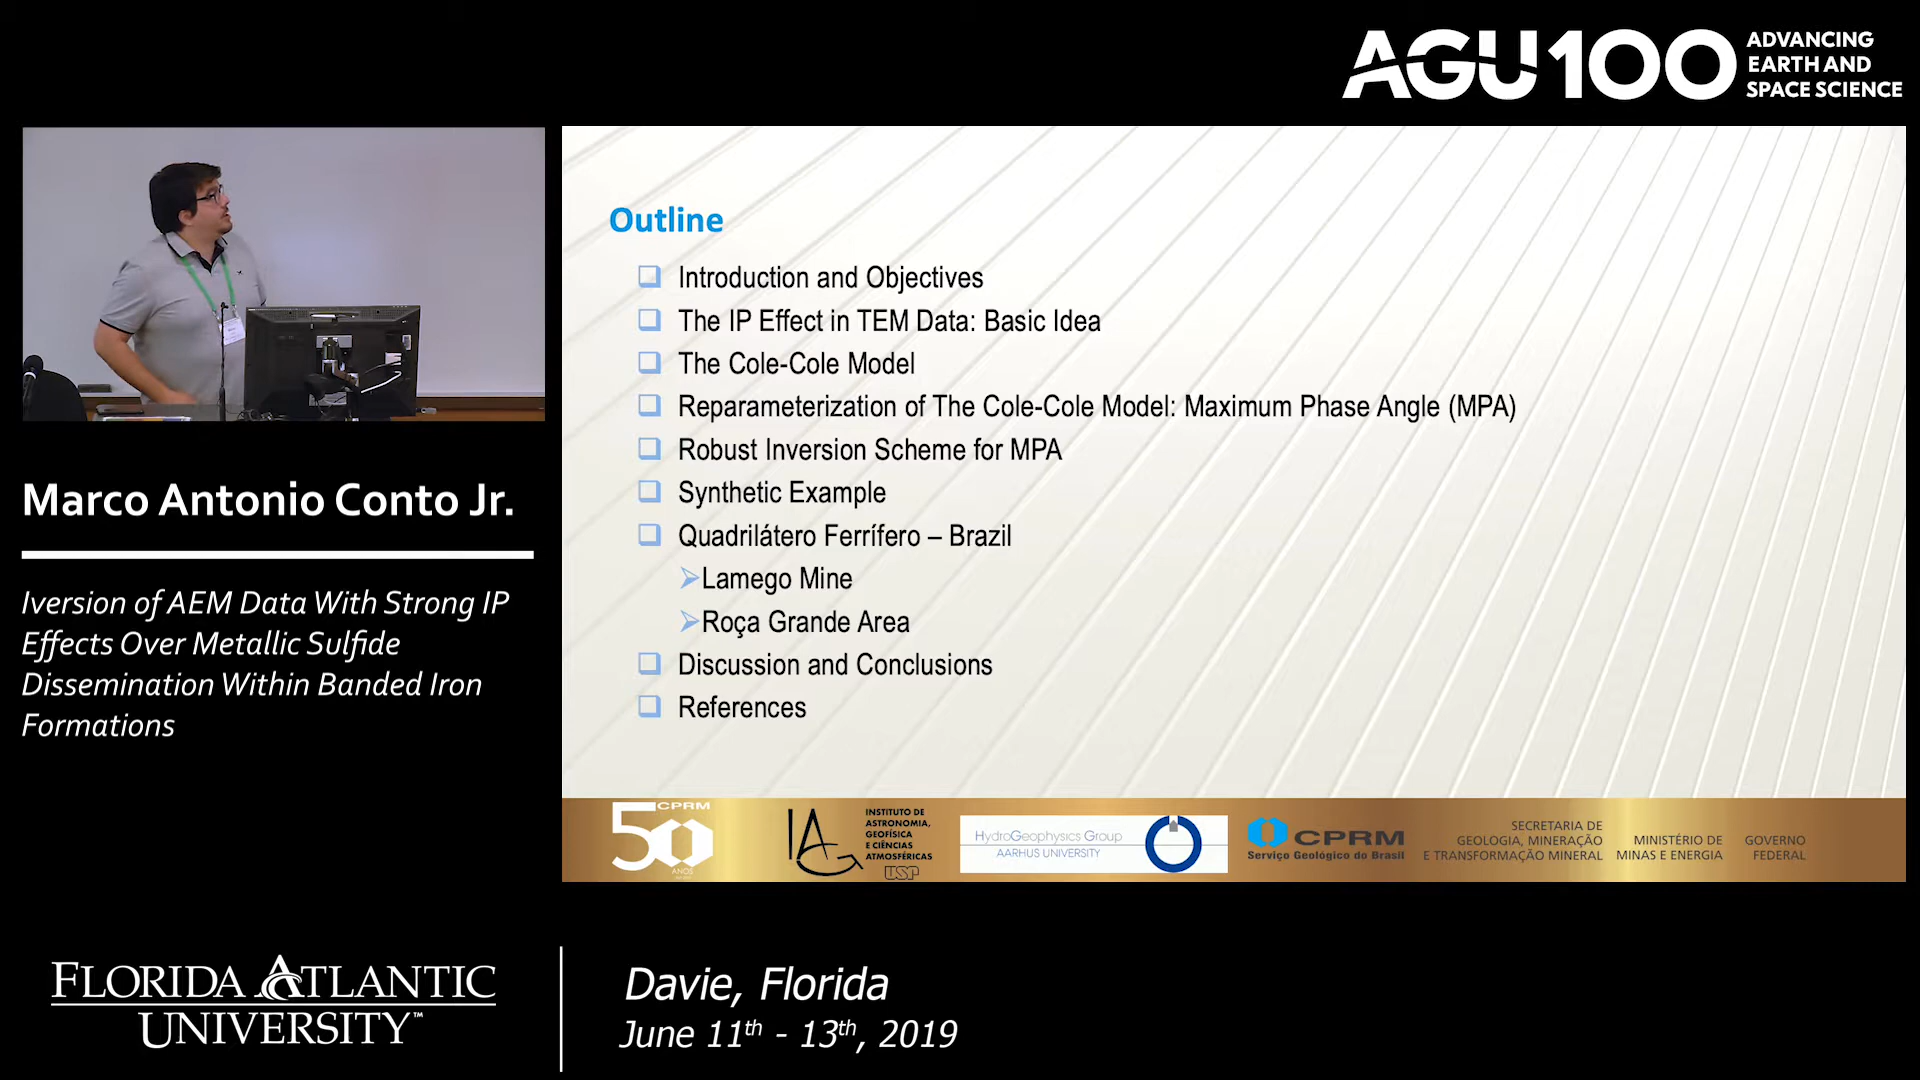 AGU100 ADVANCING
EARTH AND
SPACE SCIENCE
Marco Antonio Conto Jr.
Iversion of AEM Data With Strong IP
Effects Over Metallic Sulfide
Dissemination Within Banded Iron
Formations
Outline
Introduction and Objectives
The IP Effect in TEM Data: Basic Idea
The Cole-Cole Model
Reparameterization of The Cole-Cole Model: Maximum Phase Angle (MPA)
Robust Inversion Scheme for MPA
Synthetic Example
Quadrilátero Ferrífero – Brazil
Lamego Mine
Roça Grande Area
Discussion and Conclusions
References
CPRM
50
ANOS
IAG
INSTITUTO DE
ASTRONOMIA,
GEOFÍSICA
E CIÊNCIAS
ATMOSFÉRICAS
USP
HydroGeophysics Group
AARHUS UNIVERSITY
CPRM
Serviço Geológico do Brasil
SECRETARIA DE
GEOLOGIA, MINERAÇÃO
E TRANSFORMAÇÃO MINERAL
MINISTÉRIO DE
MINAS E ENERGIA
GOVERNO
FEDERAL
FLORIDA ATLANTIC
UNIVERSITY™
Davie, Florida
June 11th - 13th, 2019